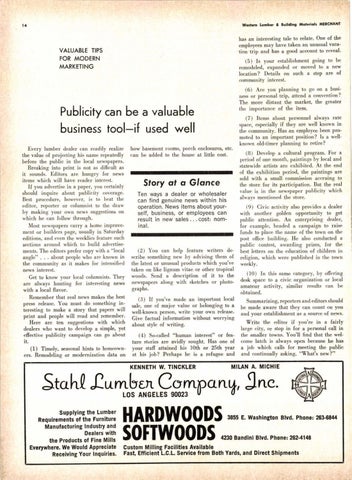 14
Western Lumber & Building Materials MERCHANT
VALUABLE TIPS
FOR MODERN
MARKETING
Publicity can be a valuable
business tool—if used well
Every lumber dealer can readily realize
the value of projecting his name repeatedly
before the public in the local newspapers.
Breaking into print is not as difficult as
it sounds. Editors are hungry for news
items which will have reader interest.
If you advertise in a paper, you certainly
should inquire about publicity coverage.
Best procedure, however, is to beat the
editor, reporter or columnist to the draw
by making your own news suggestions on
which he can follow through.
Most newspapers carry a home improve-
ment or builders page, usually in Saturday
editions, and even the weeklies feature such
sections around which to build advertise-
ments. The editors prefer copy with a "local
angle" . . . about people who are known in
the community as it makes for intensified
news interest.
Get to know your local columnists. They
are always hunting for interesting news
with a local flavor.
Remember that real news makes the best
press release. You must do something in-
teresting to make a story that paper will
print and people will read and remember.
Here are ten suggestions with which
dealers who want to develop a simple, yet
effective publicity campaign can go about
it.
(1) Timely, seasonal hints to homeown-
ers. Remodeling or modernization data on
how basement rooms, porch enclosures, etc.
can be added to the house at little cost.
Story at a Glance
Ten ways a dealer or wholesaler
can find genuine news within his
operation. News items about your-
self, business, or employees can
result in new sales . . . cost: nom-
inal.
(2) You can help feature writers de-
scribe something new by advising them of
the latest or unusual products which you've
taken on like lignum vitae or other tropical
woods. Send a description of it to the
newspapers along with sketches or photo-
graphs.
(3) If you've made an important local
sale, use of major value or belonging to a
well-known person, write your own release.
Give factual information without worrying
about style of writing.
(4) So-called "human interest" or fea-
ture stories are avidly sought. Has one of
your staff attained his 10th or 25th year
at his job? Perhaps he is a refugee and
has an interesting tale to relate. One of the
employees may have taken an unusual vaca-
tion trip and has a good account to reveal.
(5) Is your establishment going to be
remodeled, expanded or moved to a new
location? Details on such a step are of
community interest.
(6) Are you planning to go on a busi-
ness or personal trip, attend a convention?
The more distant the market, the greater
the importance of the item.
(7) Items about personnel always rate
space, especially if they are well known in
the community. Has an employee been pro-
moted to an important position? Is a well-
known old-timer planning to retire?
(8) Develop a cultural program. For a
period of one month, paintings by local and
statewide artists are exhibited. At the end
of the exhibition period, the paintings are
sold with a small commission accruing to
the store for its participation. But the real
value is in the newspaper publicity which
always mentioned the store.
(9) Civic activity also provides a dealer
with another golden opportunity to get
public attention. An enterprising dealer,
for example, headed a campaign to raise
funds to place the name of the town on the
post office building. He also conducted a
public contest, awarding prizes, for the
best letters on the education of children in
religion, which were published in the town
weekly.
(10) In this same category, by offering
desk space to a civic organization or local
amateur activity, similar results can be
obtained.
Summarizing, reporters and editors should
be made aware that they can count on you
and your establishment as a source of news.
Write the editor if you're in a fairly
large city, or stop in for a personal call in
the smaller towns. You'll find that the wel-
come latch is always open because he has
a job which calls for meeting the public
and continually asking, "What's new?"
KENNETH W. TINCKLER
MILAN A. MICHIE
Stahl Lumber Company, Inc.
LOS ANGELES 90023
Supplying the Lumber
Requirements of the Furniture
Manufacturing Industry and
Dealers with
the Products of Fine Mills
Everywhere. We Would Appreciate
Receiving Your Inquiries.
HARDWOODS
3855 E. Washington Blvd. Phone: 263-6844
SOFTWOODS
4230 Bandini Blvd. Phone: 262-4148
Custom Milling Facilities Available
Fast, Efficient L.C.L. Service from Both Yards, and Direct Shipments